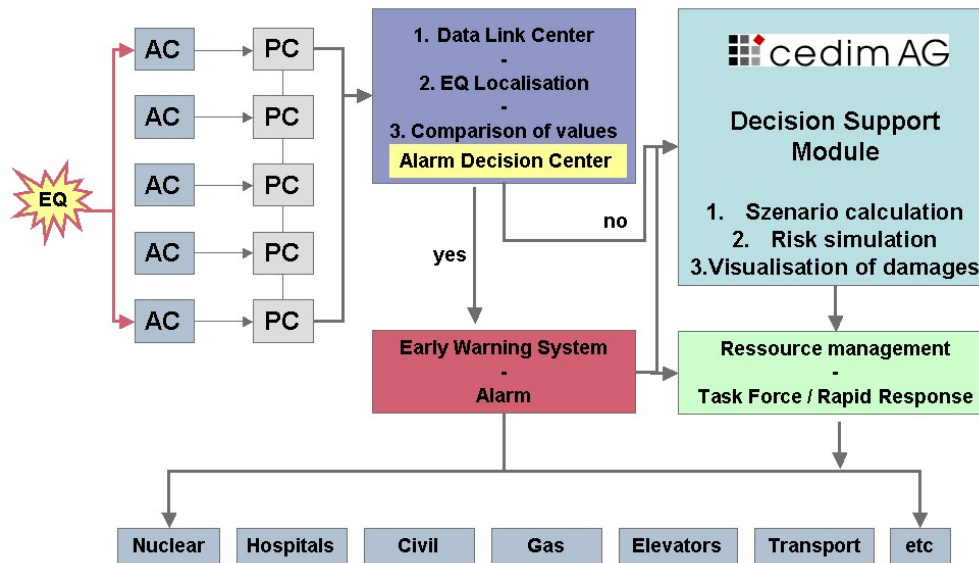 EQ
AC
PC
AC
PC
AC
PC
AC
PC
AC
PC
1. Data Link Center
-
2. EQ Localisation
-
3. Comparison of values
Alarm Decision Center
yes
no
cedim AG
Decision Support
Module
1. Szenario calculation
2. Risk simulation
3.Visualisation of damages
Early Warning System
-
Alarm
Ressource management
-
Task Force / Rapid Response
Nuclear
Hospitals
Civil
Gas
Elevators
Transport
etc